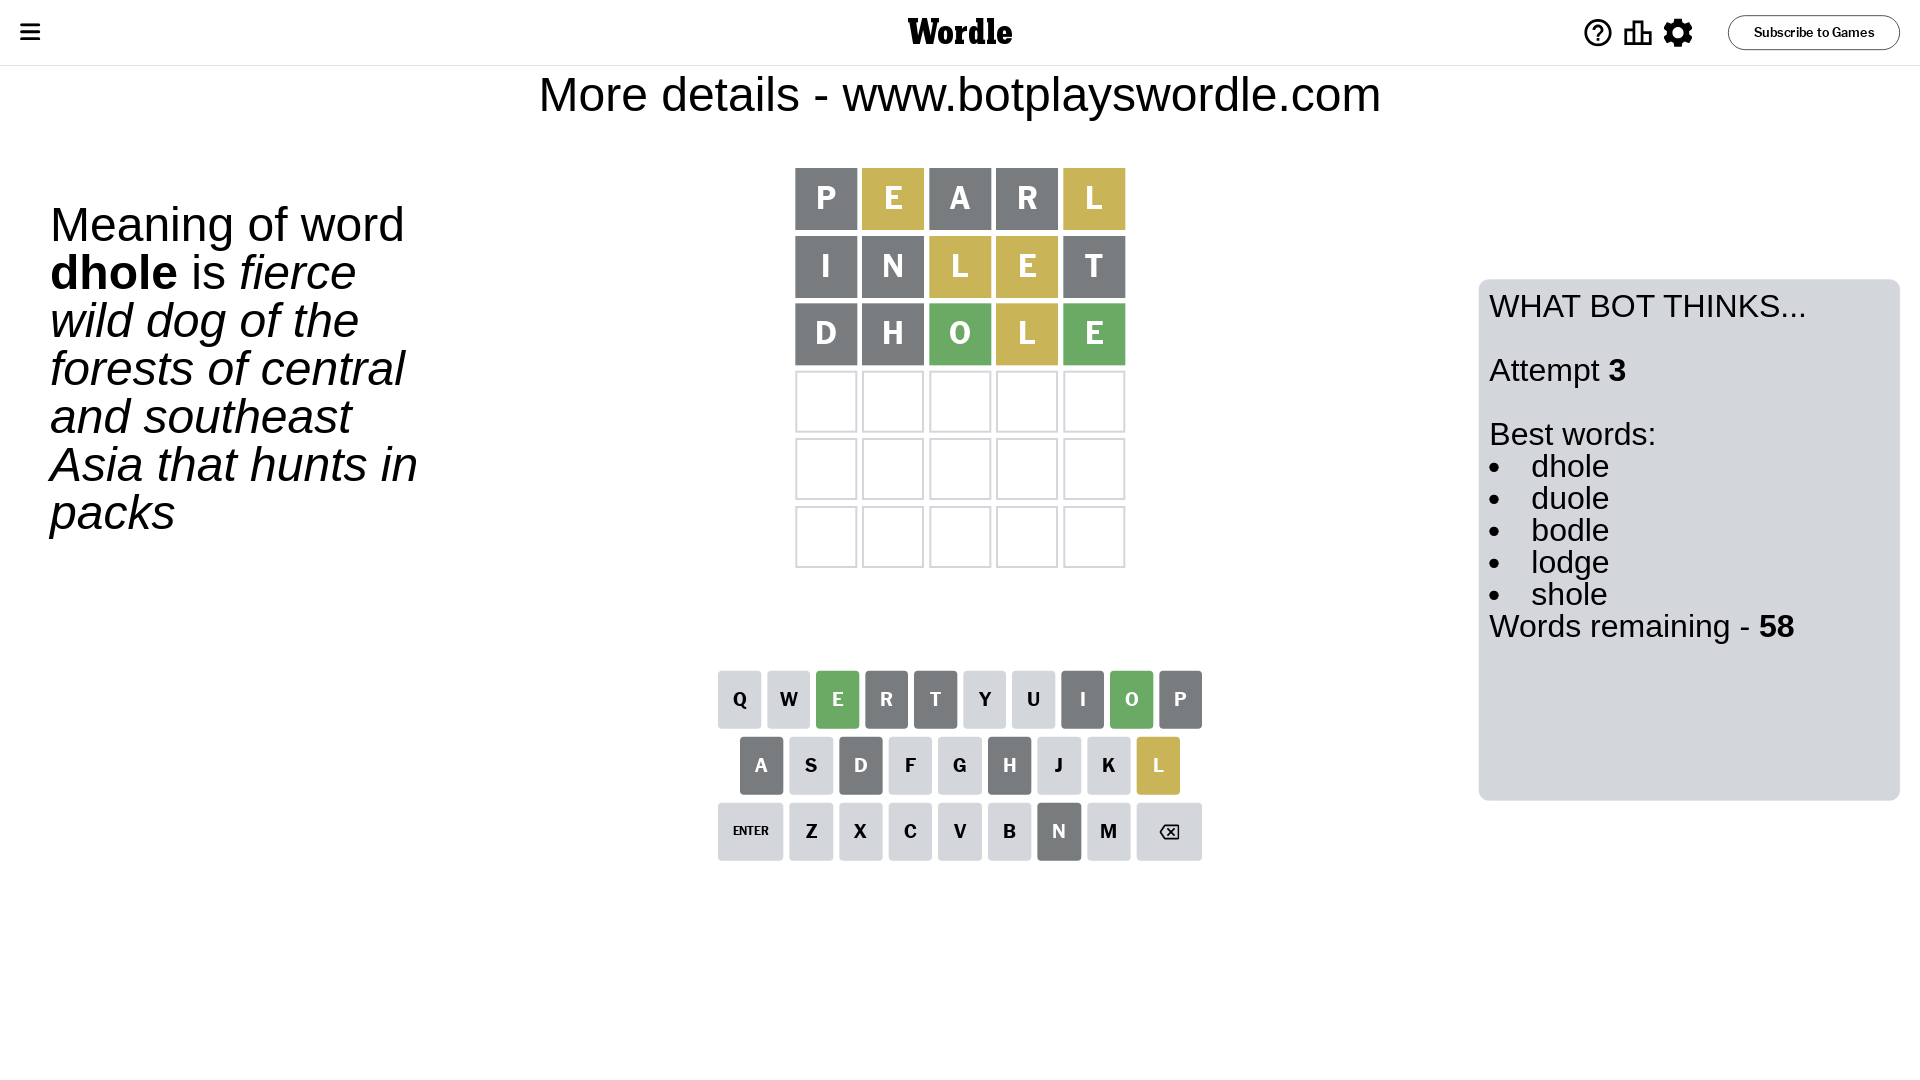 Wordle
Subscribe to Games
More details - www.botplayswordle.com
Meaning of word
dhole is fierce
wild dog of the
forests of central
and southeast
Asia that hunts in
packs
P E A R L
I N L E T
D H O L E
WHAT BOT THINKS...
Attempt 3
Best words:
• dhole
• duole
• bodle
• lodge
• shole
Words remaining - 58
Q W E R T Y U I O P
A S D F G H J K L
ENTER Z X C V B N M